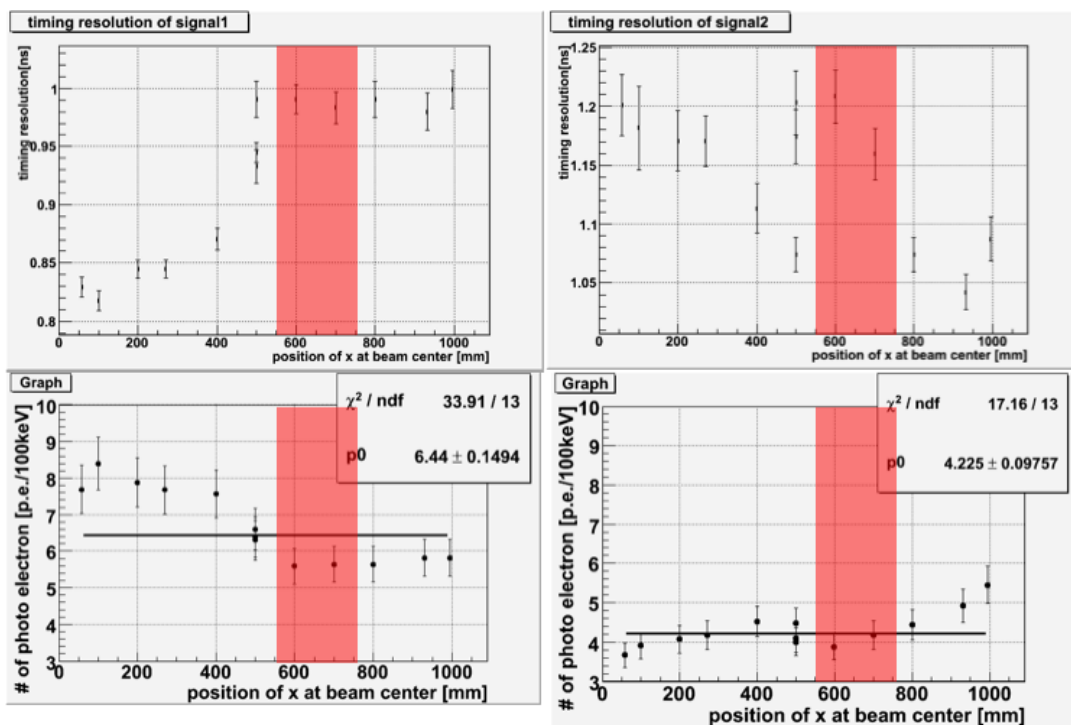 timing resolution of signal1
timing resolution[ns]
1
0.95
0.9
0.85
0.8
0 200 400 600 800 1000
position of x at beam center [mm]
timing resolution of signal2
timing resolution[ns]
1.25
1.2
1.15
1.1
1.05
0 200 400 600 800 1000
position of x at beam center [mm]
Graph
χ² / ndf 33.91 / 13
p0 6.44 ± 0.1494
# of photo electron [p.e./100keV]
10
9
8
7
6
5
4
3
0 200 400 600 800 1000
position of x at beam center [mm]
Graph
χ² / ndf 17.16 / 13
p0 4.225 ± 0.09757
# of photo electron [p.e./100keV]
10
9
8
7
6
5
4
3
0 200 400 600 800 1000
position of x at beam center [mm]